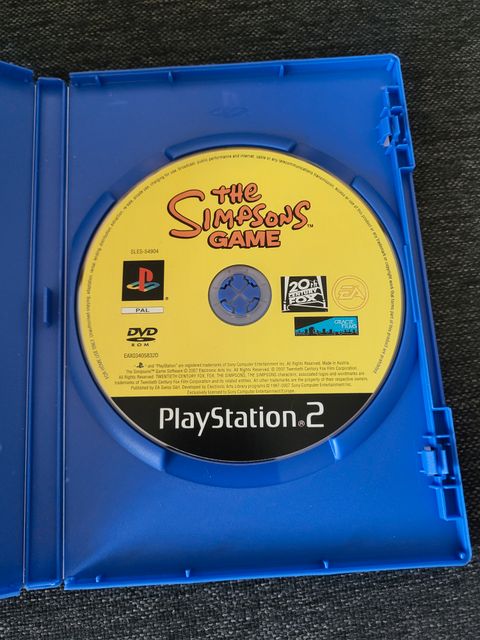 THE
SIMPSONS™
GAME
SLES-54904
PAL
20th
CENTURY
FOX
EA
GRACIE
FILMS
DVD
ROM
EAX03405832D
and "PlayStation" are registered trademarks of Sony Computer Entertainment Inc. All Rights Reserved. Made in Austria.
The Simpsons™ Game Software © 2007 Electronic Arts Inc. All Rights Reserved. © 2007 Twentieth Century Fox Film Corporation.
All Rights Reserved. TWENTIETH CENTURY FOX, FOX, THE SIMPSONS, THE SIMPSONS characters, associated logos and wordmarks are
trademarks of Twentieth Century Fox Film Corporation and its related entities. All other trademarks are the property of their respective owners.
Published by EA Swiss Sàrl. Developed by Electronic Arts Library programs © 1997-2007 Sony Computer Entertainment Inc.
Exclusively licensed to Sony Computer Entertainment Europe.
PlayStation®2